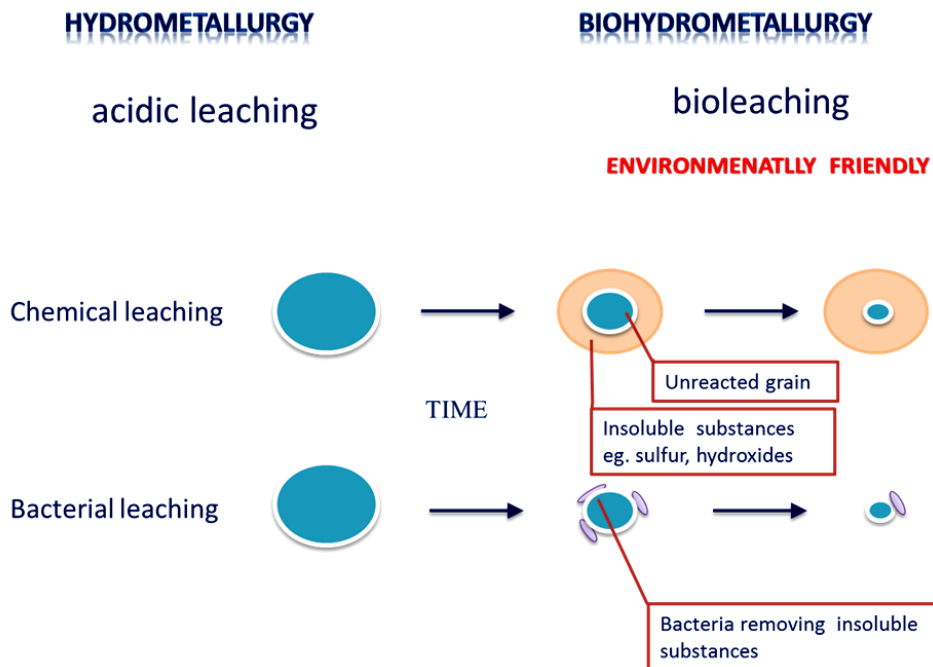 HYDROMETALLURGY
BIOHYDROMETALLURGY
acidic leaching
bioleaching
ENVIRONMENATLLY FRIENDLY
Chemical leaching
Unreacted grain
TIME
Insoluble substances
eg. sulfur, hydroxides
Bacterial leaching
Bacteria removing insoluble
substances